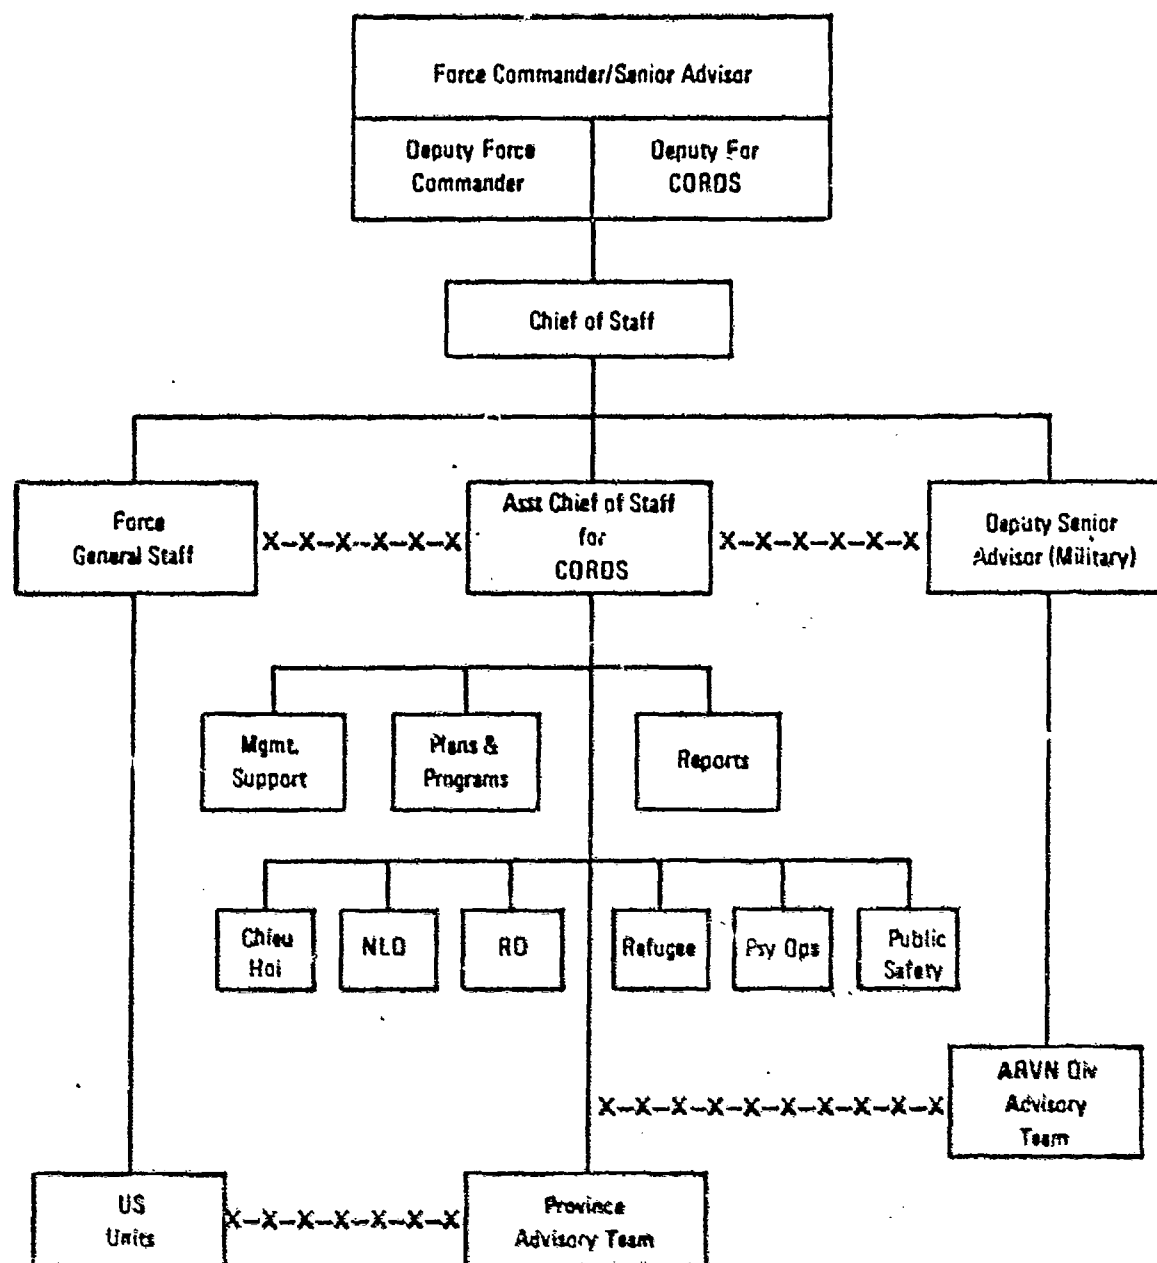 Force Commander/Senior Advisor
Deputy Force
Commander
Deputy For
CORDS
Chief of Staff
Force
General Staff
X-X-X-X-X-X
Asst Chief of Staff
for
CORDS
X-X-X-X-X-X
Deputy Senior
Advisor (Military)
Mgmt.
Support
Plans &
Programs
Reports
Chieu
Hoi
NLD
RD
Refugee
Psy Ops
Public
Safety
X-X-X-X-X-X-X-X-X-X
ARVN Div
Advisory
Team
US
Units
X-X-X-X-X-X-X
Province
Advisory Team